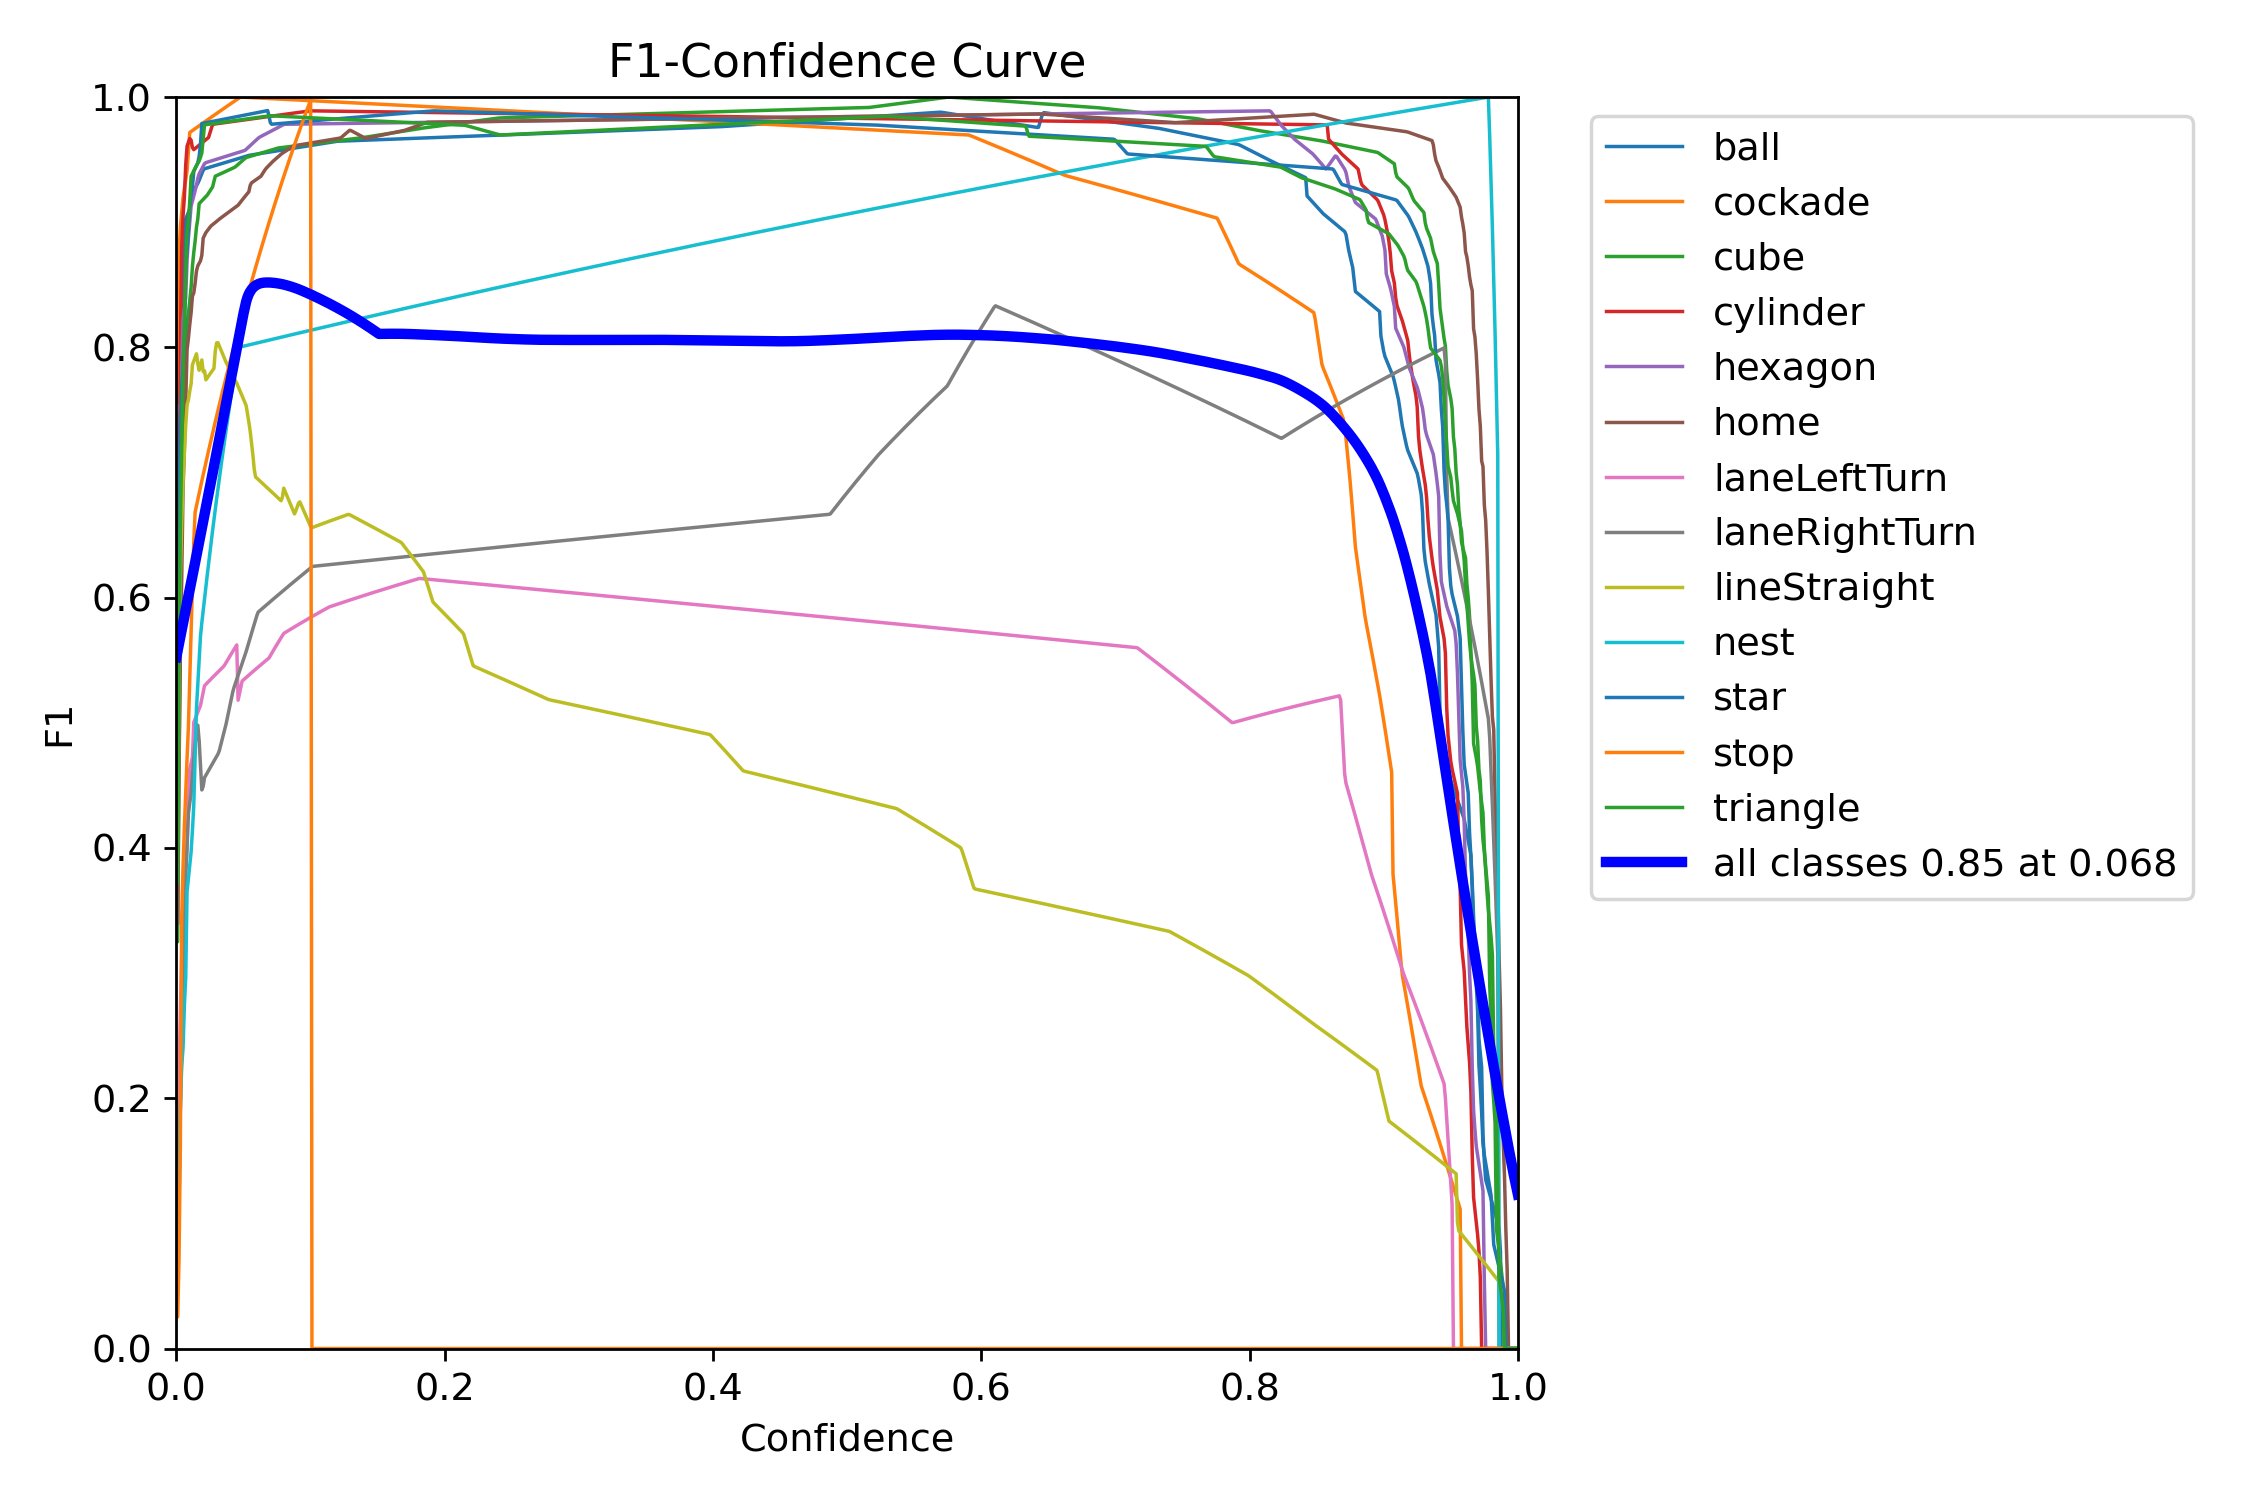 F1-Confidence Curve
1.0
0.8
0.6
0.4
0.2
0.0
F1
0.0 0.2 0.4 0.6 0.8 1.0
Confidence
ball
cockade
cube
cylinder
hexagon
home
laneLeftTurn
laneRightTurn
lineStraight
nest
star
stop
triangle
all classes 0.85 at 0.068